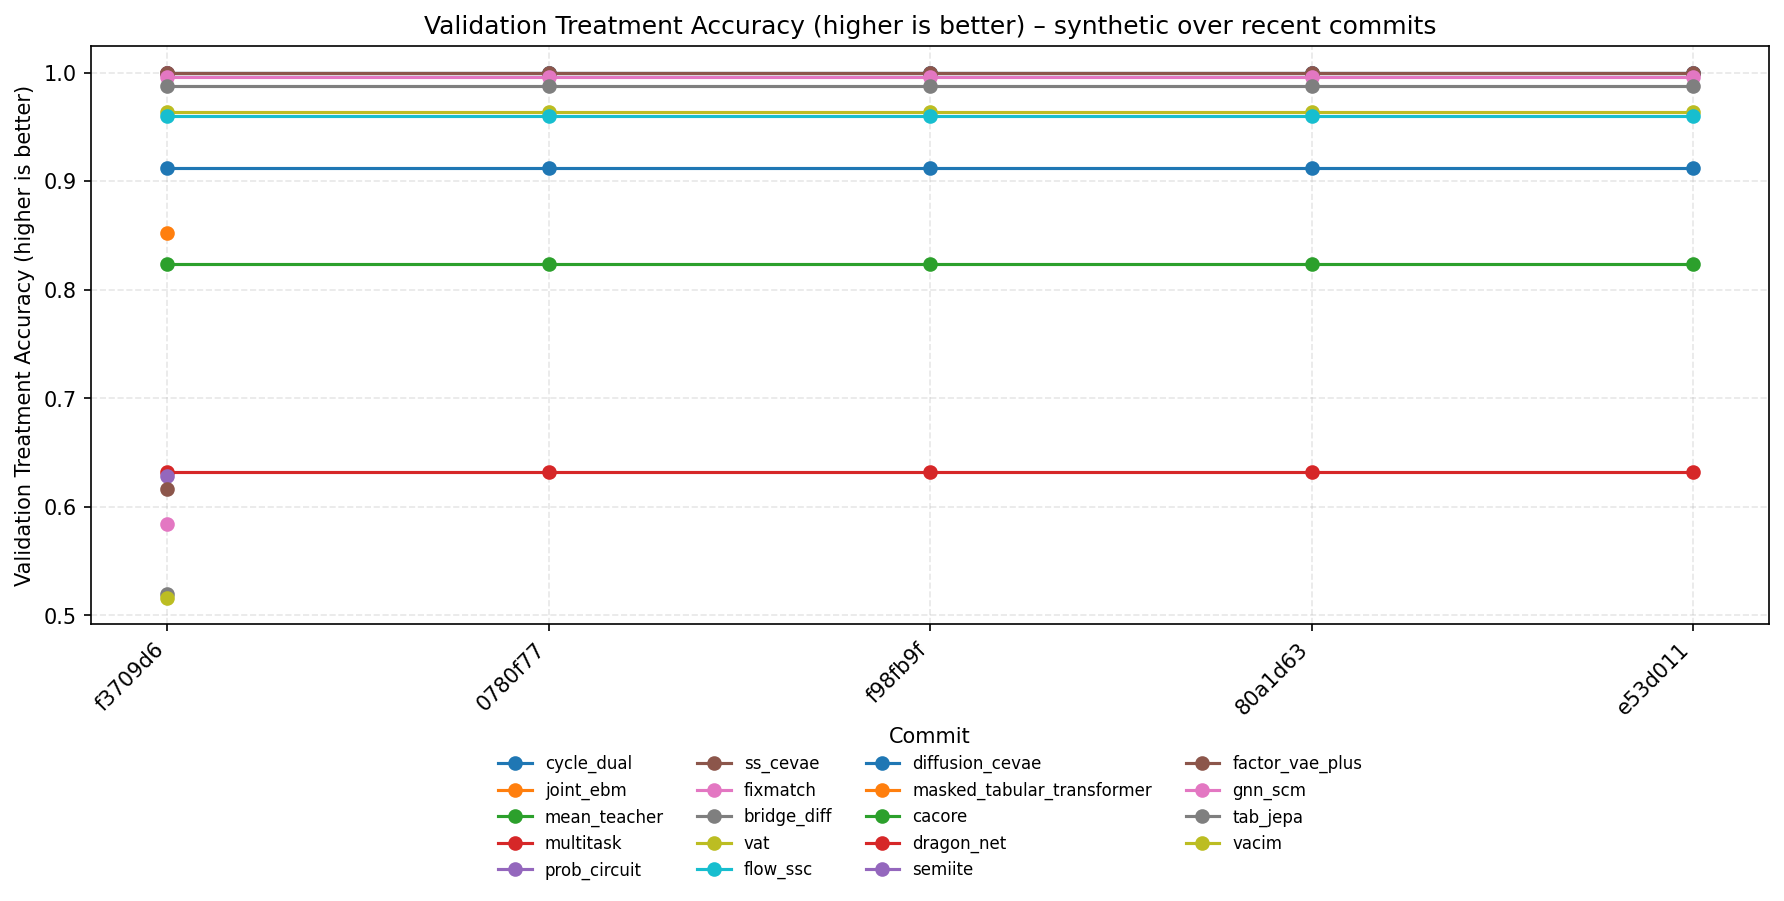 Validation Treatment Accuracy (higher is better) – synthetic over recent commits
Validation Treatment Accuracy (higher is better)
1.0
0.9
0.8
0.7
0.6
0.5
f3709d6
0780f77
f98fb9f
80a1d63
e53d011
Commit
cycle_dual
joint_ebm
mean_teacher
multitask
prob_circuit
ss_cevae
fixmatch
bridge_diff
vat
flow_ssc
diffusion_cevae
masked_tabular_transformer
cacore
dragon_net
semiite
factor_vae_plus
gnn_scm
tab_jepa
vacim